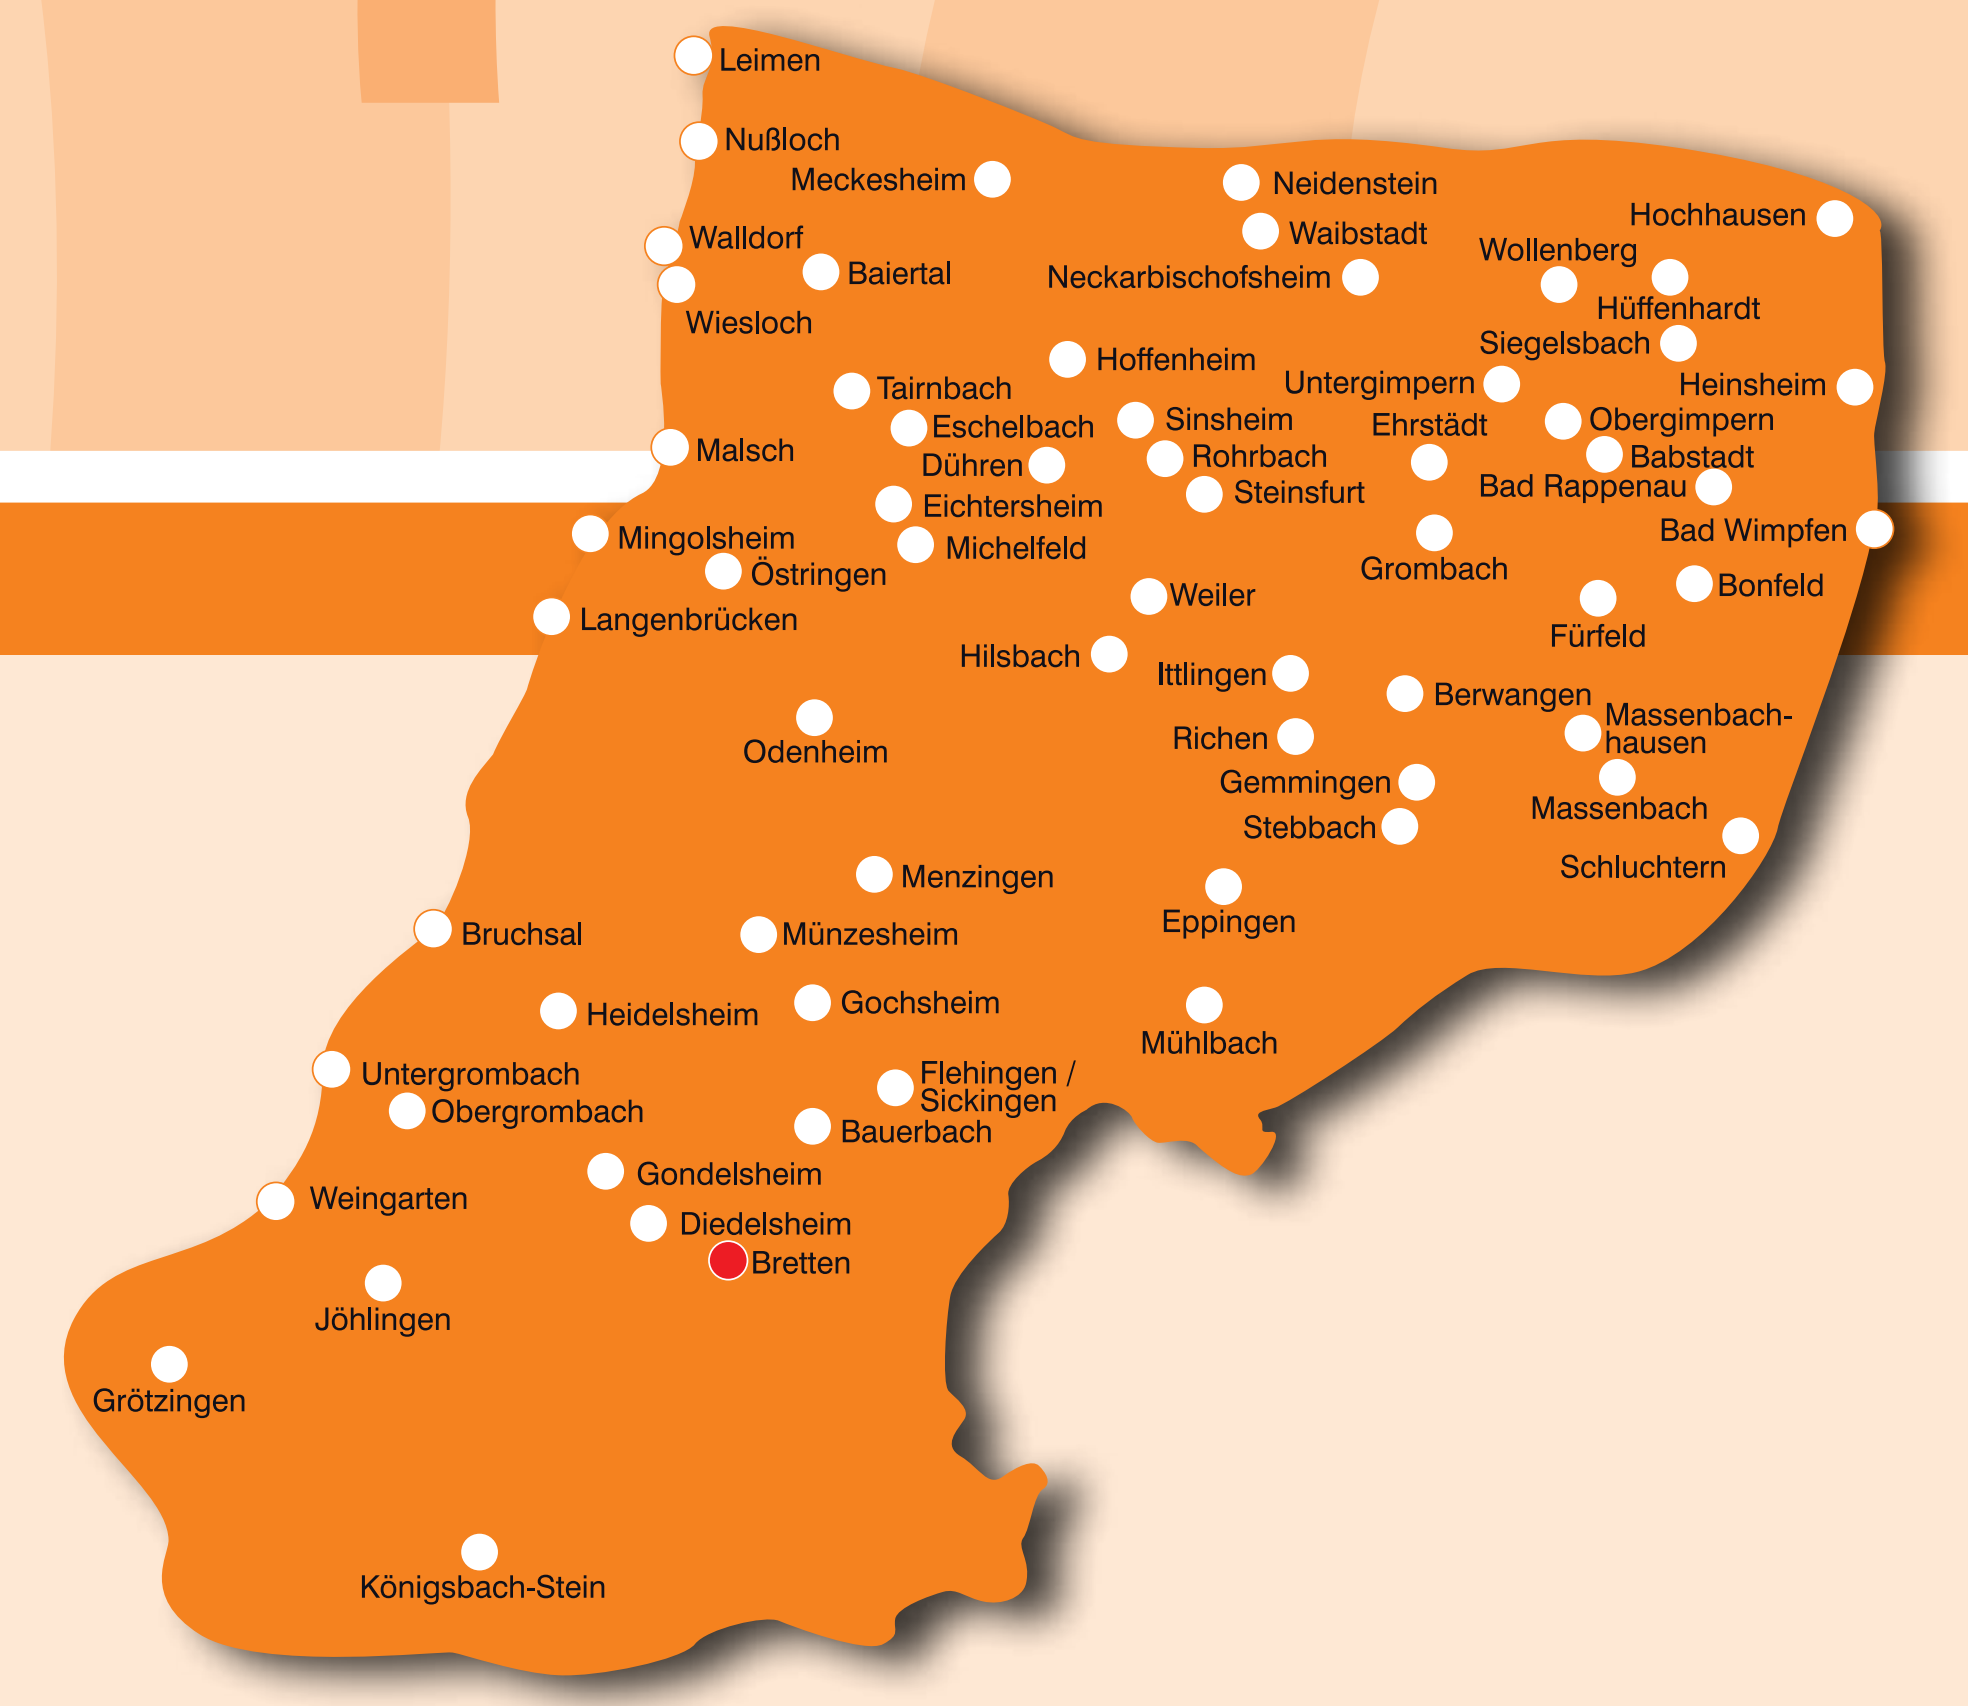 Leimen
Nußloch
Meckesheim
Neidenstein
Hochhausen
Walldorf
Waibstadt
Wollenberg
Baiertal
Neckarbischofsheim
Hüffenhardt
Wiesloch
Siegelsbach
Hoffenheim
Untergimpern
Heinsheim
Tairnbach
Eschelbach
Sinsheim
Ehrstädt
Obergimpern
Malsch
Dühren
Rohrbach
Babstadt
Steinsfurt
Bad Rappenau
Eichtersheim
Mingolsheim
Michelfeld
Bad Wimpfen
Östringen
Grombach
Bonfeld
Langenbrücken
Weiler
Fürfeld
Hilsbach
Ittlingen
Berwangen
Massenbach-
hausen
Odenheim
Richen
Gemmingen
Massenbach
Stebbach
Schluchtern
Menzingen
Eppingen
Bruchsal
Münzesheim
Heidelsheim
Gochsheim
Mühlbach
Untergrombach
Flehingen /
Sickingen
Obergrombach
Bauerbach
Gondelsheim
Weingarten
Diedelsheim
Bretten
Jöhlingen
Grötzingen
Königsbach-Stein